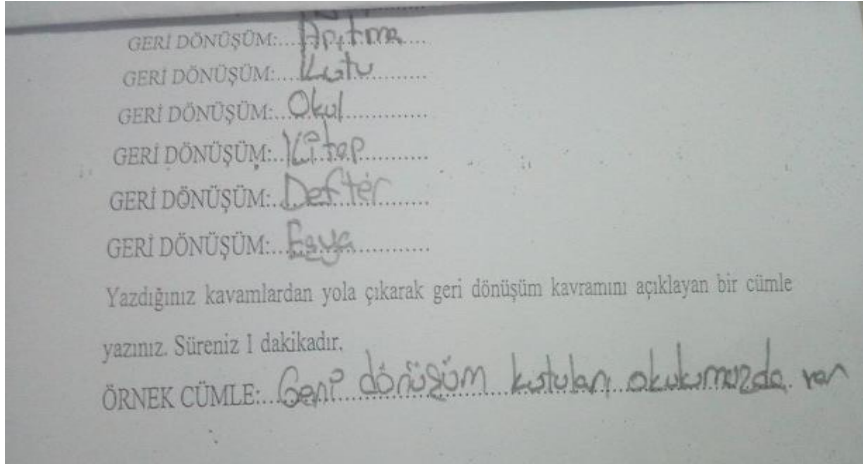 GERİ DÖNÜŞÜM:....Arıtma....
GERİ DÖNÜŞÜM:....Kutu...........
GERİ DÖNÜŞÜM:...Okul...............
GERİ DÖNÜŞÜM:..Kitap...........
GERİ DÖNÜŞÜM:..Defter.........
GERİ DÖNÜŞÜM:...Eşya............
Yazdığınız kavamlardan yola çıkarak geri dönüşüm kavramını açıklayan bir cümle
yazınız. Süreniz 1 dakikadır.
ÖRNEK CÜMLE:...Geri dönüşüm kutuları okulumuzda var